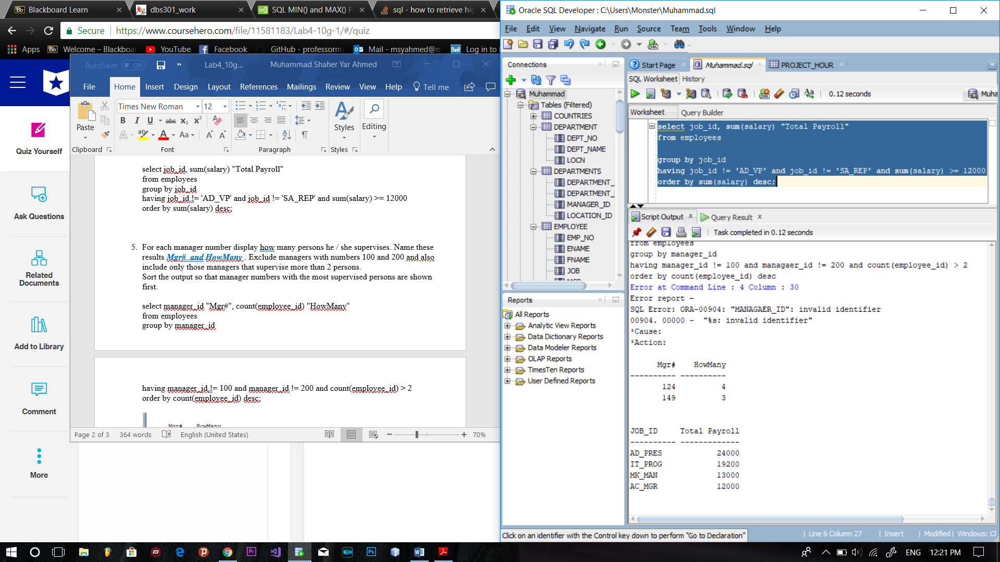 Blackboard Learn
dbs301_work
SQL MIN() and MAX() F
sql - how to retrieve hig
Secure
https://www.coursehero.com/file/11581183/Lab4-10g-1/#/quiz
Apps
Welcome – Blackboar
YouTube
Facebook
GitHub - professorma
Mail - msyahmed@m
Bell
Log in to
Quiz Yourself
Ask Questions
Related
Documents
Add to Library
Comment
More
AutoSave
Off
Lab4_10g...
Muhammad Shaher Yar Ahmed
File
Home
Insert
Design
Layout
References
Mailings
Review
View
Help
Tell me
Paste
Times New Roman
12
Styles
Editing
Clipboard
Font
Paragraph
Styles
select job_id, sum(salary) "Total Payroll"
from employees
group by job_id
having job_id != 'AD_VP' and job_id != 'SA_REP' and sum(salary) >= 12000
order by sum(salary) desc;
5. For each manager number display how many persons he / she supervises. Name these
results Mgr# and HowMany . Exclude managers with numbers 100 and 200 and also
include only those managers that supervise more than 2 persons.
Sort the output so that manager numbers with the most supervised persons are shown
first.
select manager_id "Mgr#", count(employee_id) "HowMany"
from employees
group by manager_id
having manager_id != 100 and manager_id != 200 and count(employee_id) > 2
order by count(employee_id) desc;
Mgr# HowMany
Page 2 of 3
364 words
English (United States)
70%
Oracle SQL Developer : C:\Users\Monster\Muhammad.sql
File Edit View Navigate Run Source Team Tools Window Help
Connections
Muhammad
Tables (Filtered)
COUNTRIES
DEPARTMENT
DEPT_NO
DEPT_NAME
LOCN
DEPARTMENTS
DEPARTMENT_
DEPARTMENT_
MANAGER_ID
LOCATION_ID
EMPLOYEE
EMP_NO
ENAME
FNAME
JOB
Reports
All Reports
Analytic View Reports
Data Dictionary Reports
Data Modeler Reports
OLAP Reports
TimesTen Reports
User Defined Reports
Start Page
Muhammad.sql
PROJECT_HOUR
SQL Worksheet
History
0.12 seconds
Muha
Worksheet
Query Builder
select job_id, sum(salary) "Total Payroll"
from employees
group by job_id
having job_id != 'AD_VP' and job_id != 'SA_REP' and sum(salary) >= 12000
order by sum(salary) desc;
Script Output
Query Result
Task completed in 0.12 seconds
from employees
group by manager_id
having manager_id != 100 and managaer_id != 200 and count(employee_id) > 2
order by count(employee_id) desc
Error at Command Line : 4 Column : 30
Error report -
SQL Error: ORA-00904: "MANAGAER_ID": invalid identifier
00904. 00000 - "%s: invalid identifier"
*Cause:
*Action:
Mgr# HowMany
---------- ----------
124 4
149 3
JOB_ID Total Payroll
---------- -------------
AD_PRES 24000
IT_PROG 19200
MK_MAN 13000
AC_MGR 12000
Click on an identifier with the Control key down to perform "Go to Declaration"
Line 6 Column 27
Insert
Modified
Windows: CF
ENG
12:21 PM